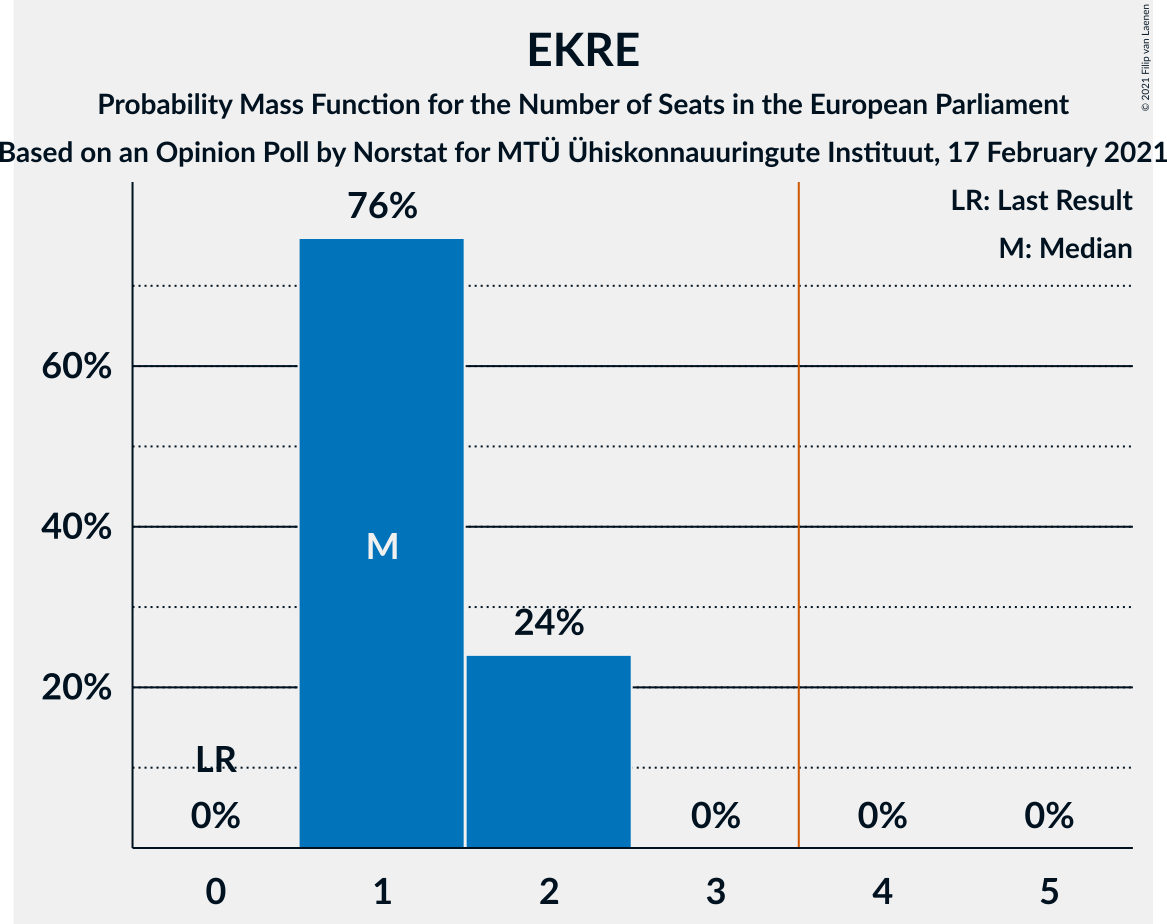 EKRE
Probability Mass Function for the Number of Seats in the European Parliament
Based on an Opinion Poll by Norstat for MTÜ Ühiskonnauuringute Instituut, 17 February 2021
© 2021 Filip van Laenen
LR: Last Result
M: Median
76%
60%
40%
M
24%
20%
LR
0%
0%
0%
0%
0
1
2
3
4
5